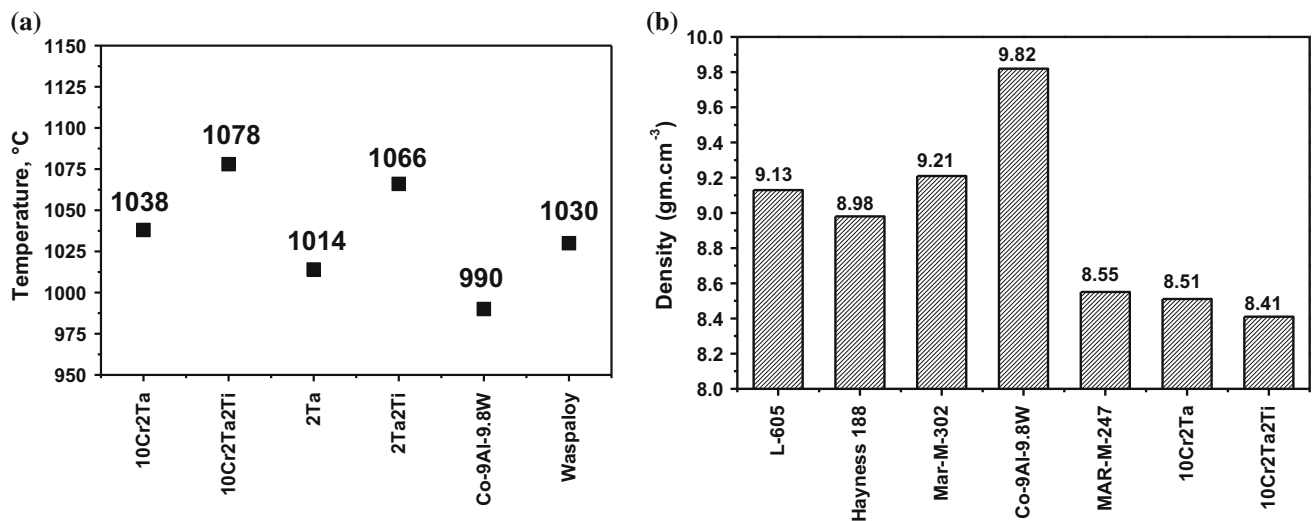 (a)
1150
1125
1100
1075
1050
1025
1000
975
950
Temperature, °C
1038
1078
1014
1066
990
1030
10Cr2Ta
10Cr2Ta2Ti
2Ta
2Ta2Ti
Co-9Al-9.8W
Waspaloy
(b)
10.0
9.8
9.6
9.4
9.2
9.0
8.8
8.6
8.4
8.2
8.0
Density (gm.cm⁻³)
9.13
8.98
9.21
9.82
8.55
8.51
8.41
L-605
Hayness 188
Mar-M-302
Co-9Al-9.8W
MAR-M-247
10Cr2Ta
10Cr2Ta2Ti